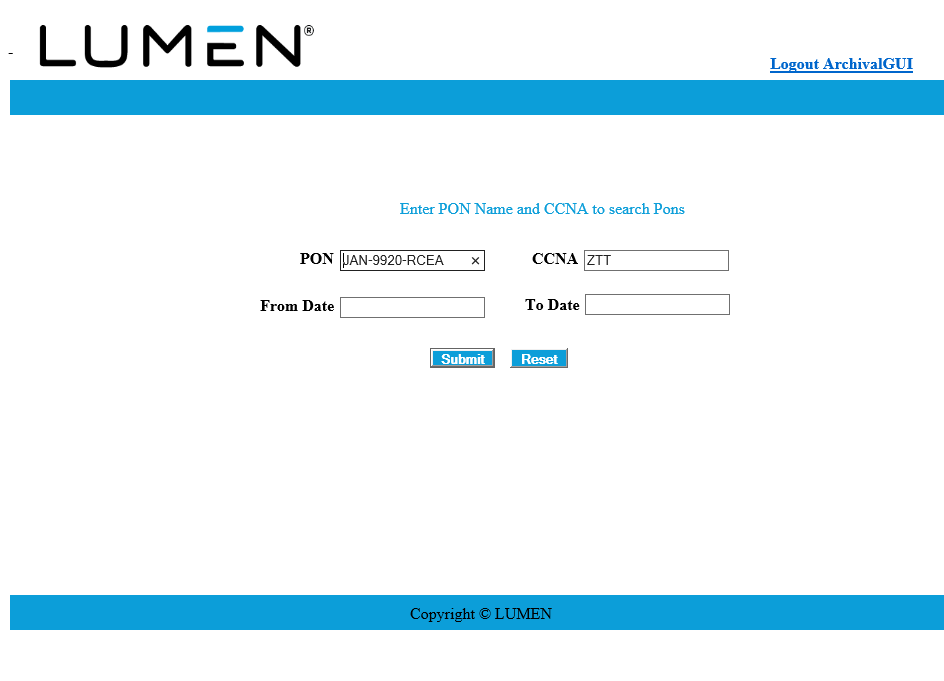 LUMEN®
Logout ArchivalGUI
Enter PON Name and CCNA to search Pons
PON JAN-9920-RCEA × CCNA ZTT
From Date To Date
Submit Reset
Copyright © LUMEN